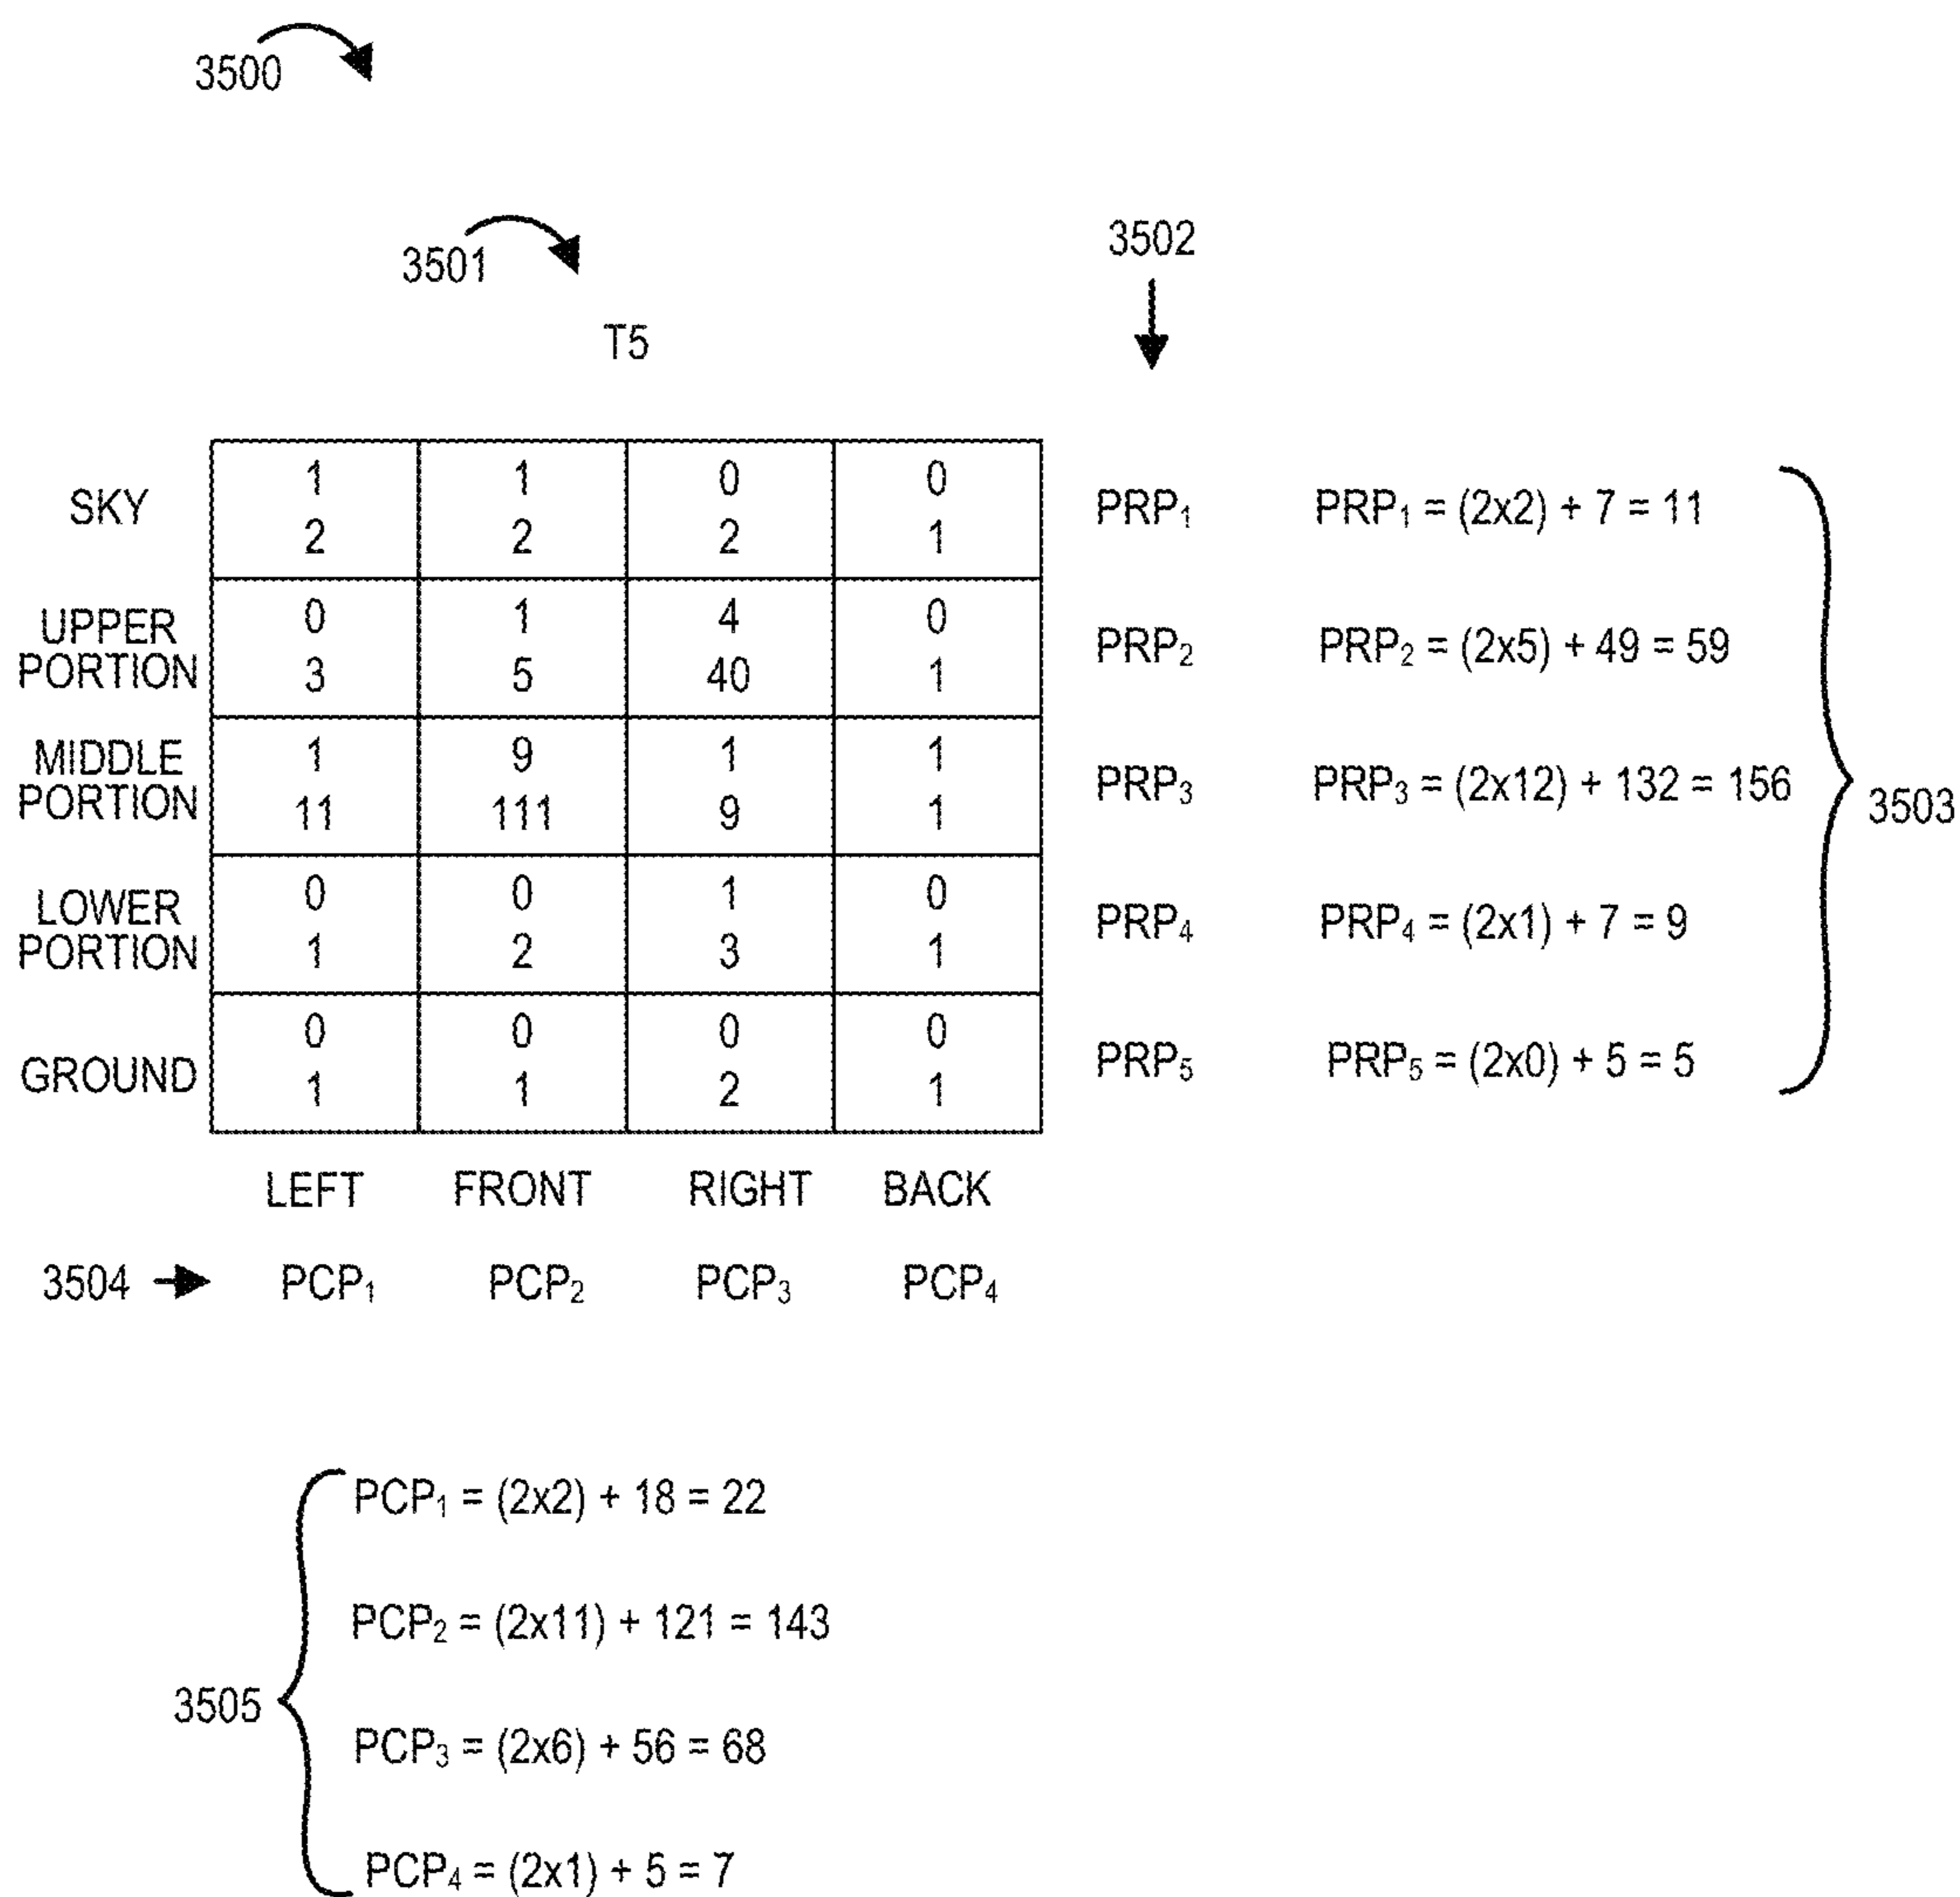 3500
3501
3502
T5
1 1 0 0
SKY PRP₁ PRP₁ = (2x2) + 7 = 11
2 2 2 1
0 1 4 0
UPPER
PORTION PRP₂ PRP₂ = (2x5) + 49 = 59
3 5 40 1
1 9 1 1
MIDDLE
PORTION PRP₃ PRP₃ = (2x12) + 132 = 156
3503
11 111 9 1
0 0 1 0
LOWER
PORTION PRP₄ PRP₄ = (2x1) + 7 = 9
1 2 3 1
0 0 0 0
GROUND PRP₅ PRP₅ = (2x0) + 5 = 5
1 1 2 1
LEFT FRONT RIGHT BACK
3504 PCP₁ PCP₂ PCP₃ PCP₄
PCP₁ = (2x2) + 18 = 22
PCP₂ = (2x11) + 121 = 143
3505
PCP₃ = (2x6) + 56 = 68
PCP₄ = (2x1) + 5 = 7